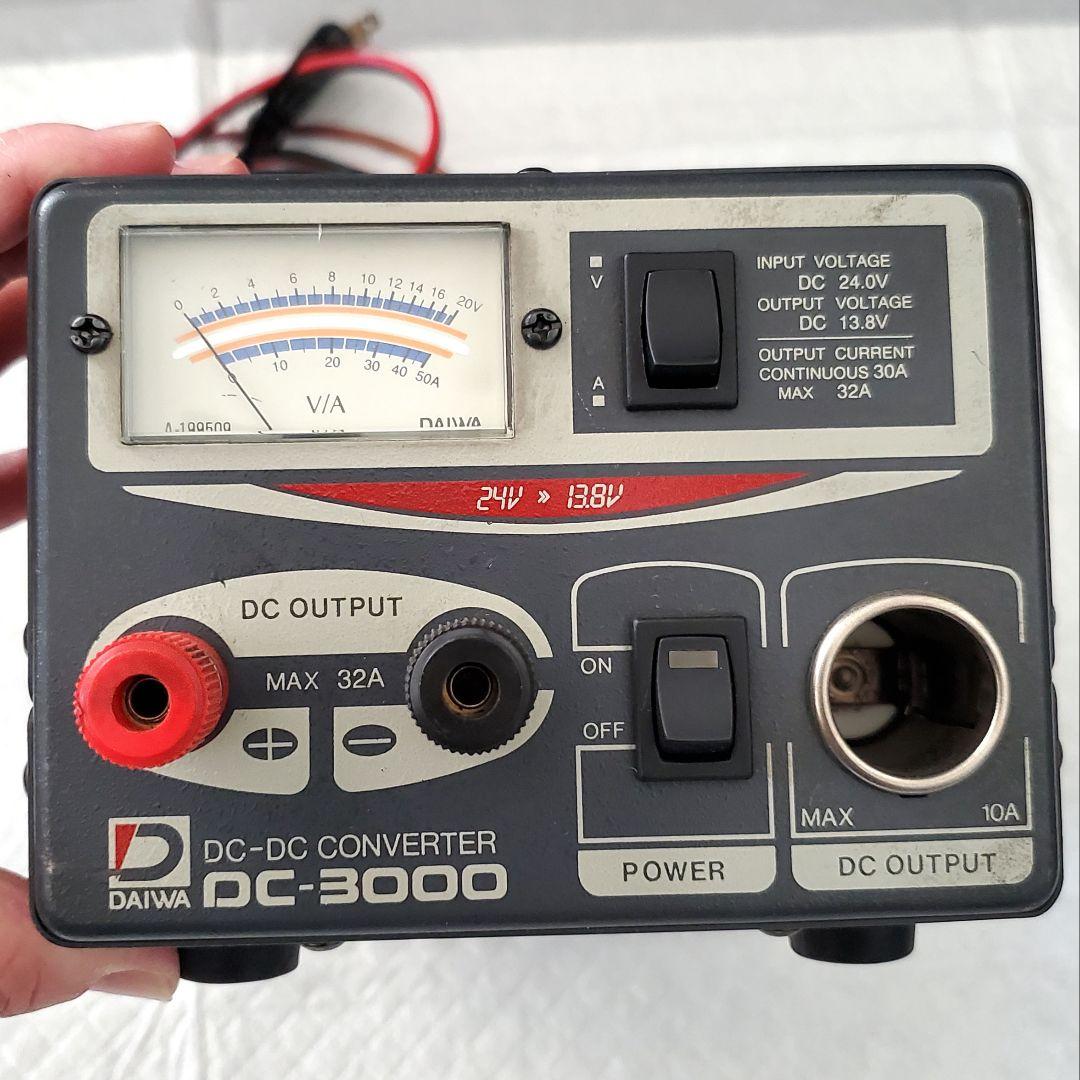 0 2 4 6 8 10 12 14 16 20V
0 10 20 30 40 50A
V/A
A-199509
DAIWA
V
A
INPUT VOLTAGE
DC 24.0V
OUTPUT VOLTAGE
DC 13.8V
OUTPUT CURRENT
CONTINUOUS 30A
MAX 32A
24V » 13.8V
DC OUTPUT
MAX 32A
+ −
ON
OFF
POWER
MAX 10A
DC OUTPUT
D
DAIWA
DC-DC CONVERTER
DC-3000